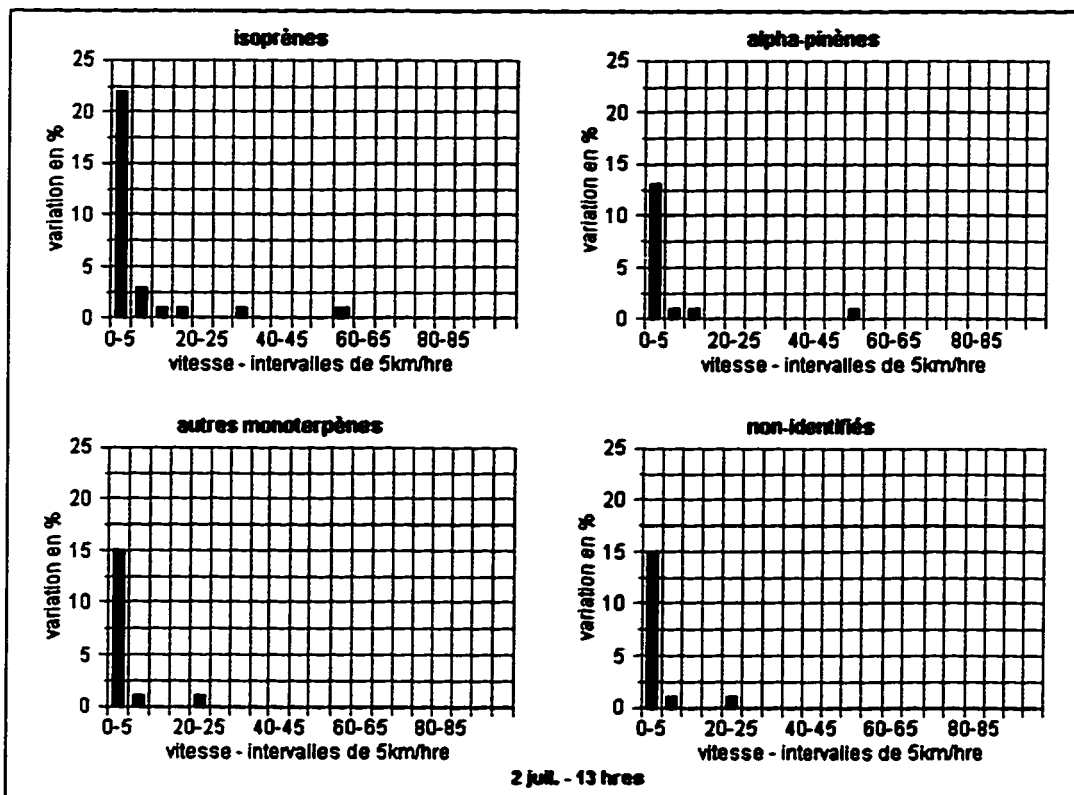 isoprènes
25
20
15
10
5
0
variation en %
0-5 20-25 40-45 60-65 80-85
vitesse - intervalles de 5km/hre
alpha-pinènes
25
20
15
10
5
0
variation en %
0-5 20-25 40-45 60-65 80-85
vitesse - intervalles de 5km/hre
autres monoterpènes
25
20
15
10
5
0
variation en %
0-5 20-25 40-45 60-65 80-85
vitesse - intervalles de 5km/hre
non-identifiés
25
20
15
10
5
0
variation en %
0-5 20-25 40-45 60-65 80-85
vitesse - intervalles de 5km/hre
2 juil. - 13 hres